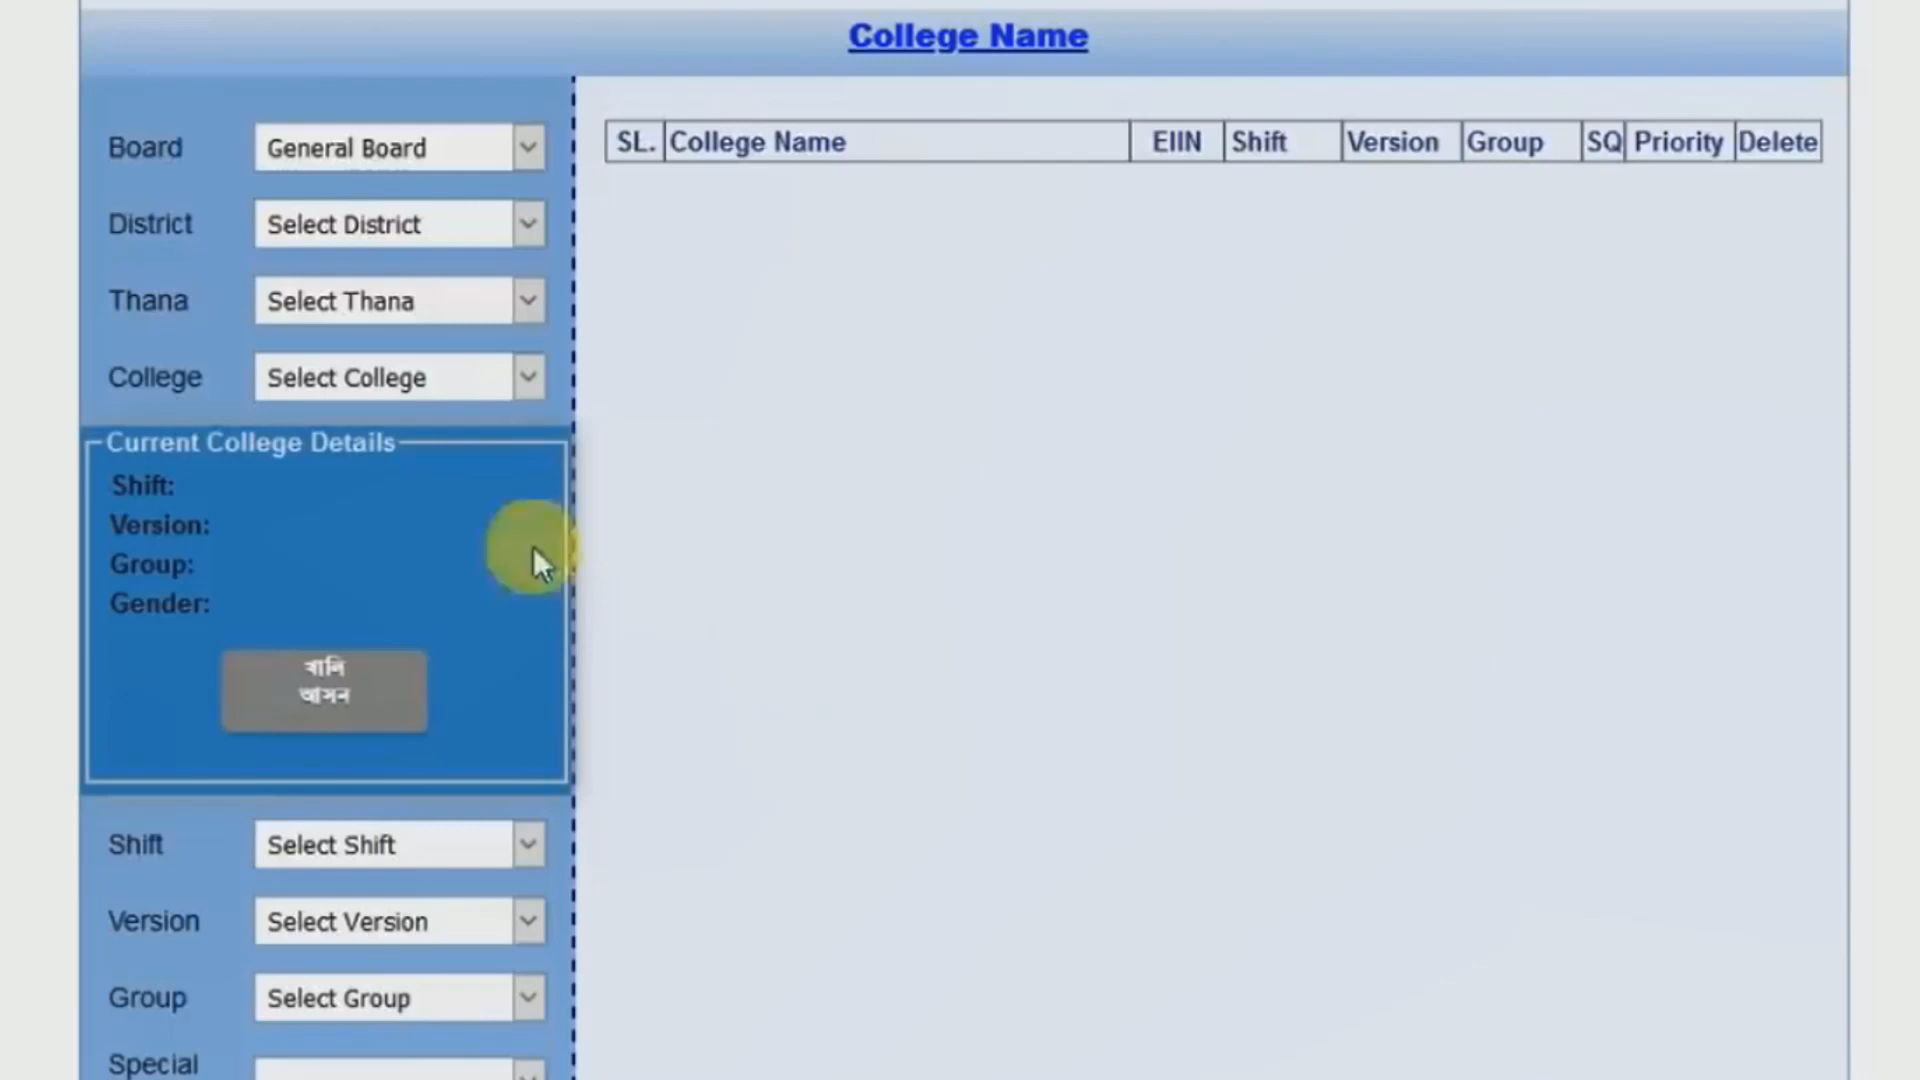 College Name
Board General Board
District Select District
Thana Select Thana
College Select College
Current College Details
Shift:
Version:
Group:
Gender:
খালি
আসন
Shift Select Shift
Version Select Version
Group Select Group
Special
SL. College Name EIIN Shift Version Group SQ Priority Delete